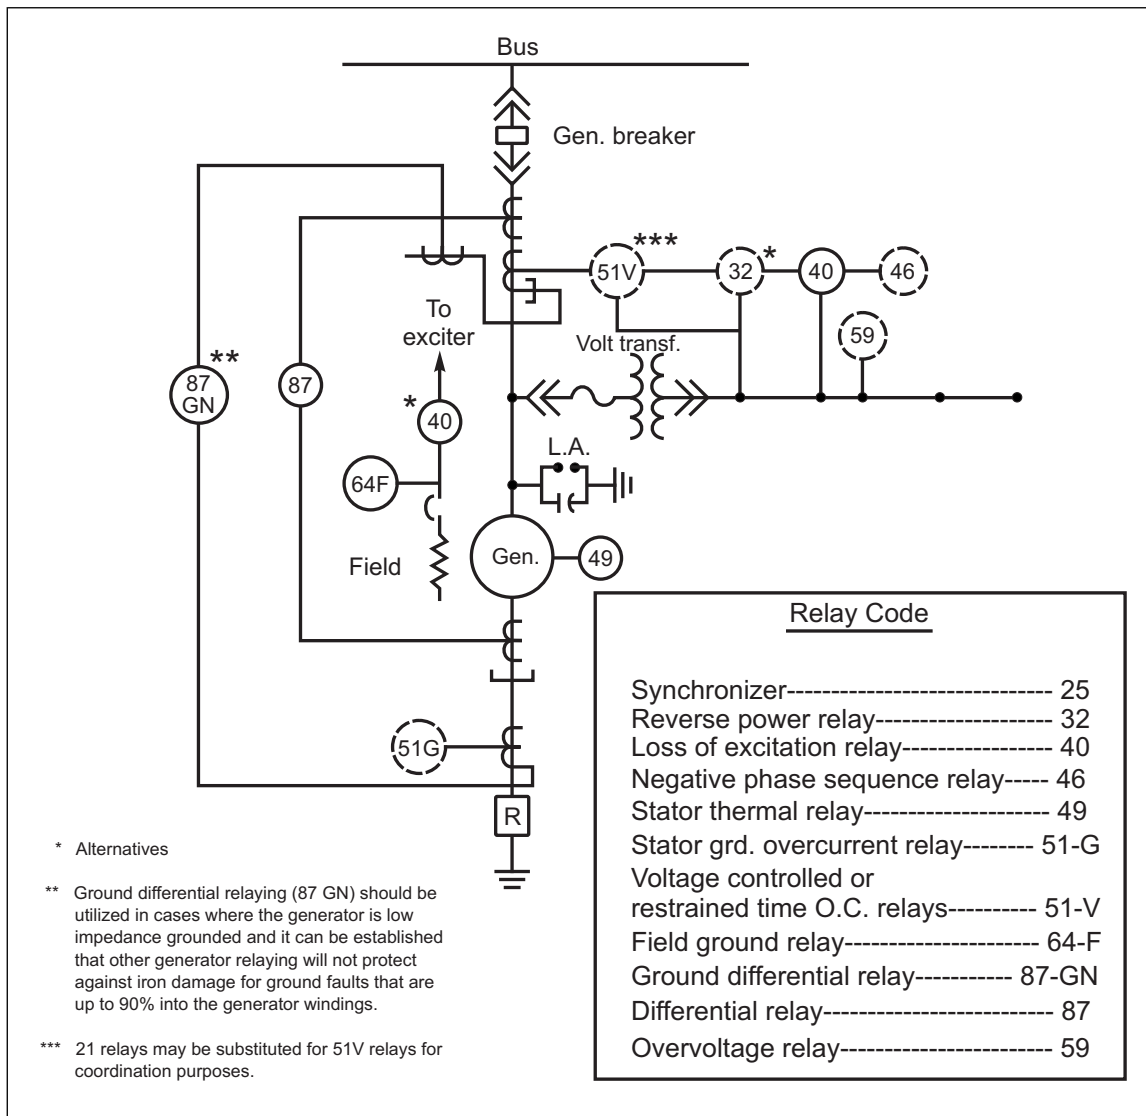 Bus
Gen. breaker
***
51V
*
32
40
46
59
To
exciter
Volt transf.
**
87
GN
87
*
40
L.A.
64F
Gen.
49
Field
51G
R
Relay Code
Synchronizer------------------------------ 25
Reverse power relay-------------------- 32
Loss of excitation relay----------------- 40
Negative phase sequence relay----- 46
Stator thermal relay--------------------- 49
Stator grd. overcurrent relay-------- 51-G
Voltage controlled or
restrained time O.C. relays---------- 51-V
Field ground relay---------------------- 64-F
Ground differential relay----------- 87-GN
Differential relay-------------------------- 87
Overvoltage relay------------------------ 59
* Alternatives
** Ground differential relaying (87 GN) should be
utilized in cases where the generator is low
impedance grounded and it can be established
that other generator relaying will not protect
against iron damage for ground faults that are
up to 90% into the generator windings.
*** 21 relays may be substituted for 51V relays for
coordination purposes.